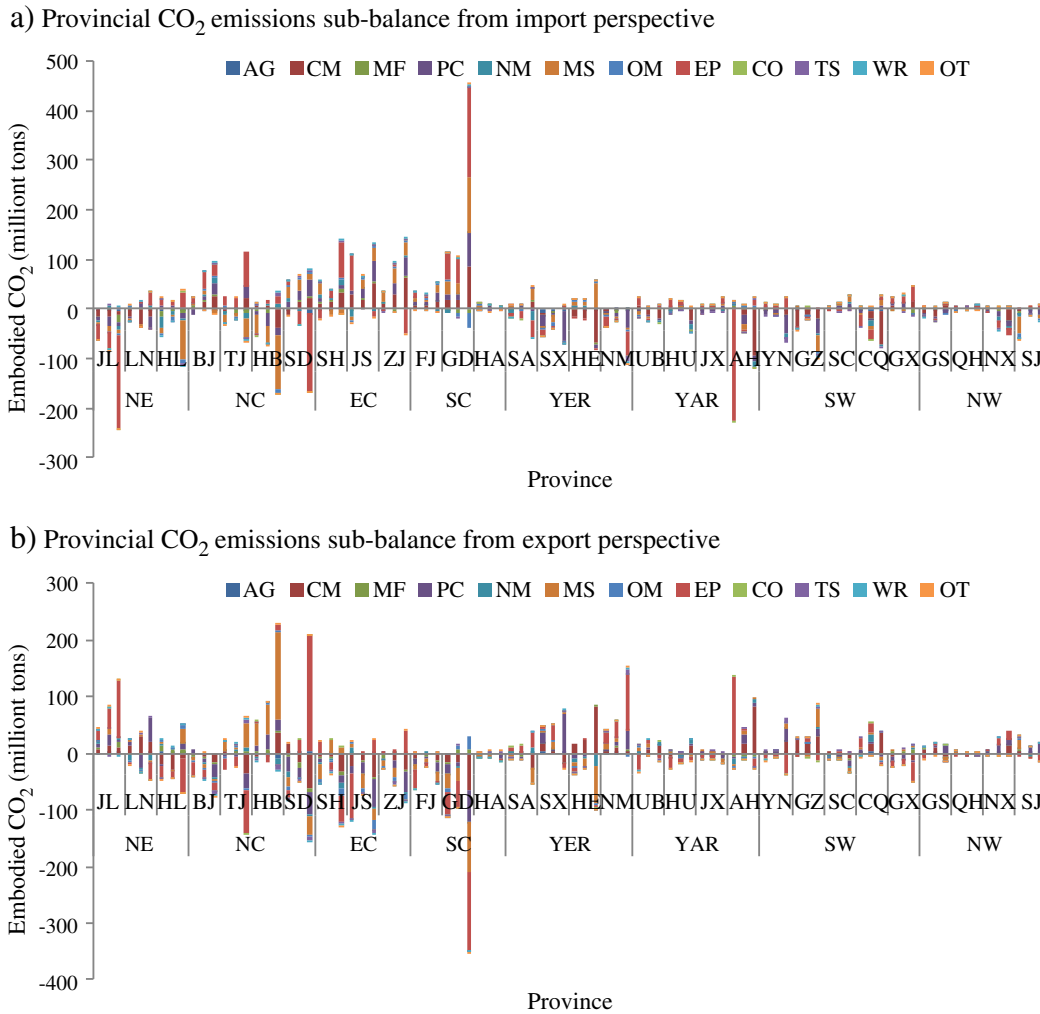 a) Provincial CO2 emissions sub-balance from import perspective
AG CM MF PC NM MS OM EP CO TS WR OT
Embodied CO2 (milliont tons)
500
400
300
200
100
0
-100
-200
-300
JL LN HL BJ TJ HB SD SH JS ZJ FJ GD HA SA SX HE NM UB HU JX AH YN GZ SC CQ GX GS QH NX SJ
NE NC EC SC YER YAR SW NW
Province
b) Provincial CO2 emissions sub-balance from export perspective
AG CM MF PC NM MS OM EP CO TS WR OT
Embodied CO2 (milliont tons)
300
200
100
0
-100
-200
-300
-400
JL LN HL BJ TJ HB SD SH JS ZJ FJ GD HA SA SX HE NM UB HU JX AH YN GZ SC CQ GX GS QH NX SJ
NE NC EC SC YER YAR SW NW
Province